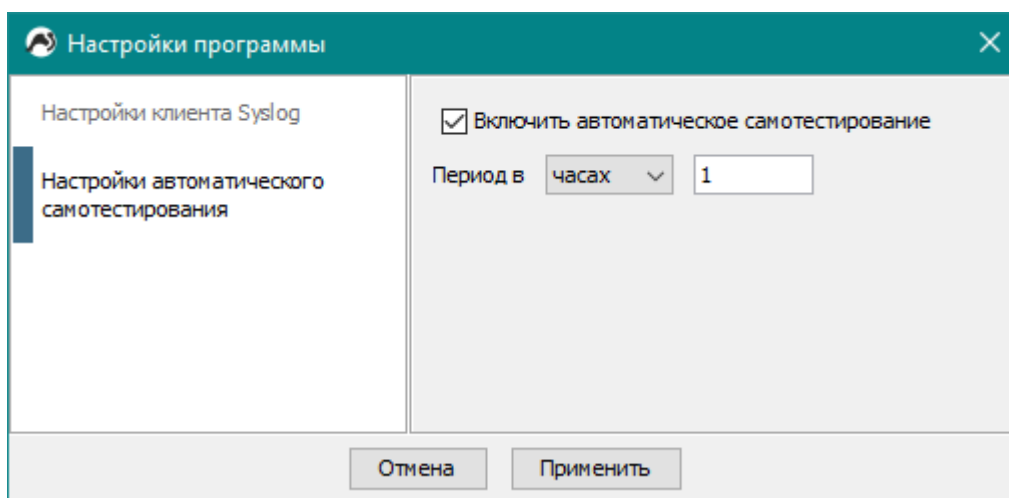 Настройки программы
Настройки клиента Syslog
Настройки автоматического
самотестирования
Включить автоматическое самотестирование
Период в часах 1
Отмена Применить